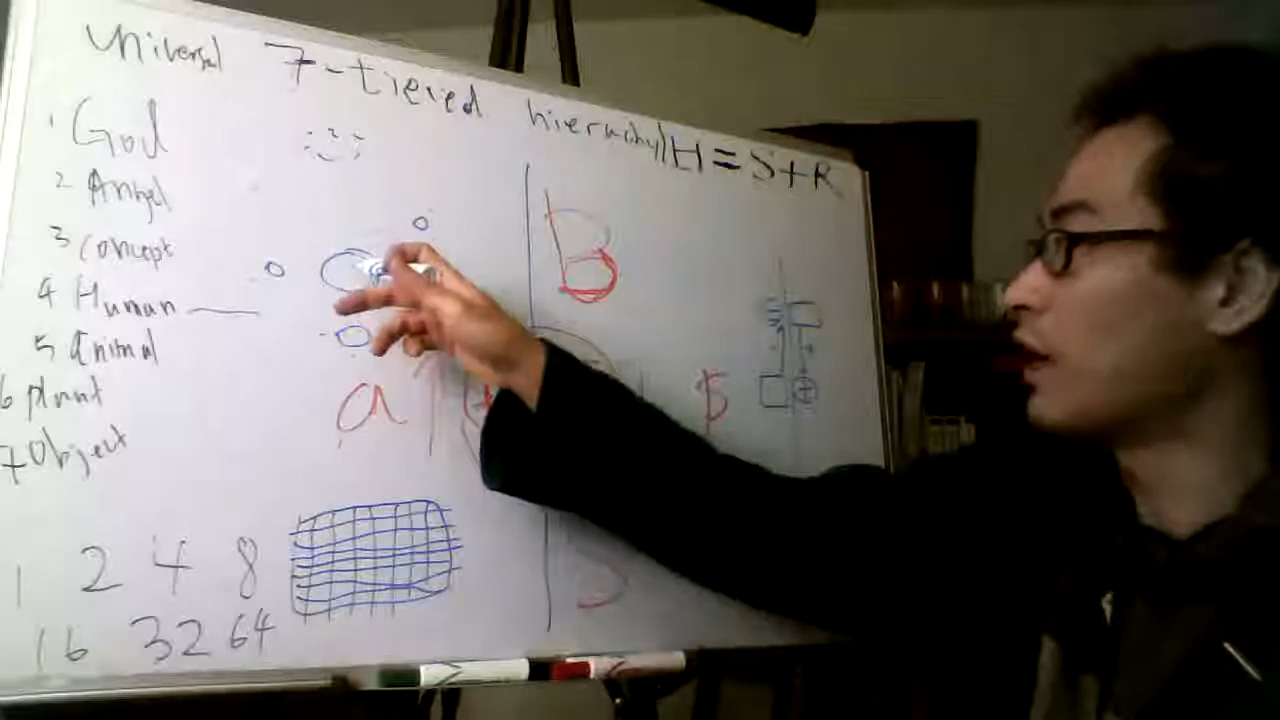 Universal 7-tiered hierarchy H = S + R
1 God
2 Angel
3 Concept
4 Human
5 Animal
6 plant
7 Object
B
a
$
1 2 4 8
16 32 64